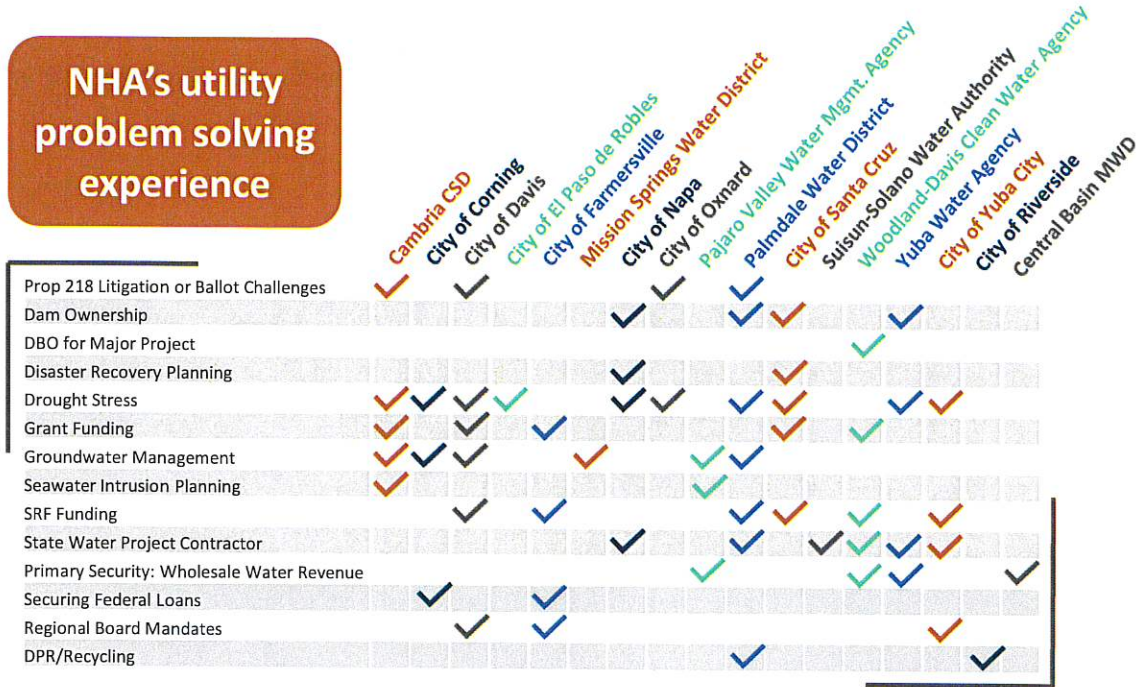 NHA's utility
problem solving
experience
Cambria CSD
City of Corning
City of Davis
City of El Paso de Robles
City of Farmersville
Mission Springs Water District
City of Napa
City of Oxnard
Pajaro Valley Water Mgmt. Agency
Palmdale Water District
City of Santa Cruz
Suisun-Solano Water Authority
Woodland-Davis Clean Water Agency
Yuba Water Agency
City of Yuba City
City of Riverside
Central Basin MWD
Prop 218 Litigation or Ballot Challenges
Dam Ownership
DBO for Major Project
Disaster Recovery Planning
Drought Stress
Grant Funding
Groundwater Management
Seawater Intrusion Planning
SRF Funding
State Water Project Contractor
Primary Security: Wholesale Water Revenue
Securing Federal Loans
Regional Board Mandates
DPR/Recycling